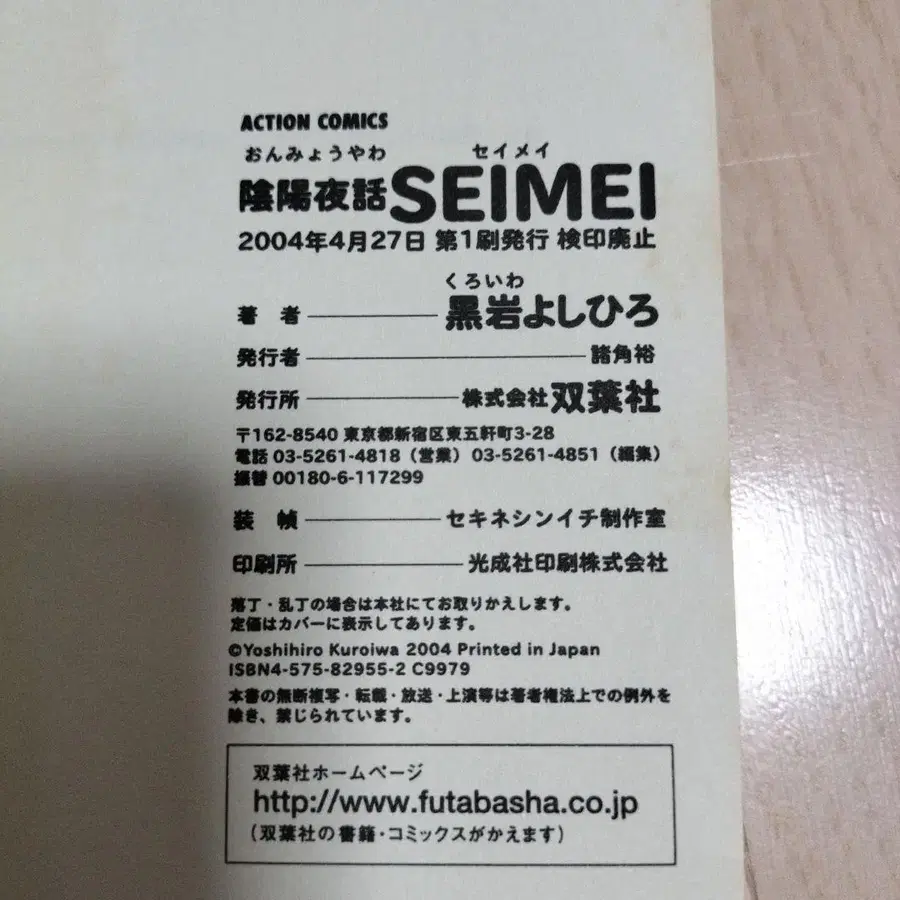 ACTION COMICS
おんみょうやわ セイメイ
陰陽夜話SEIMEI
2004年4月27日 第1刷発行 検印廃止
くろいわ
著者 黒岩よしひろ
発行者 諸角裕
発行所 株式会社双葉社
〒162-8540 東京都新宿区東五軒町3-28
電話 03-5261-4818（営業） 03-5261-4851（編集）
振替 00180-6-117299
装幀 セキネシンイチ制作室
印刷所 光成社印刷株式会社
落丁・乱丁の場合は本社にてお取りかえします。
定価はカバーに表示してあります。
©Yoshihiro Kuroiwa 2004 Printed in Japan
ISBN4-575-82955-2 C9979
本書の無断複写・転載・放送・上演等は著者権法上での例外を
除き、禁じられています。
双葉社ホームページ
http://www.futabasha.co.jp
（双葉社の書籍・コミックスがかえます）